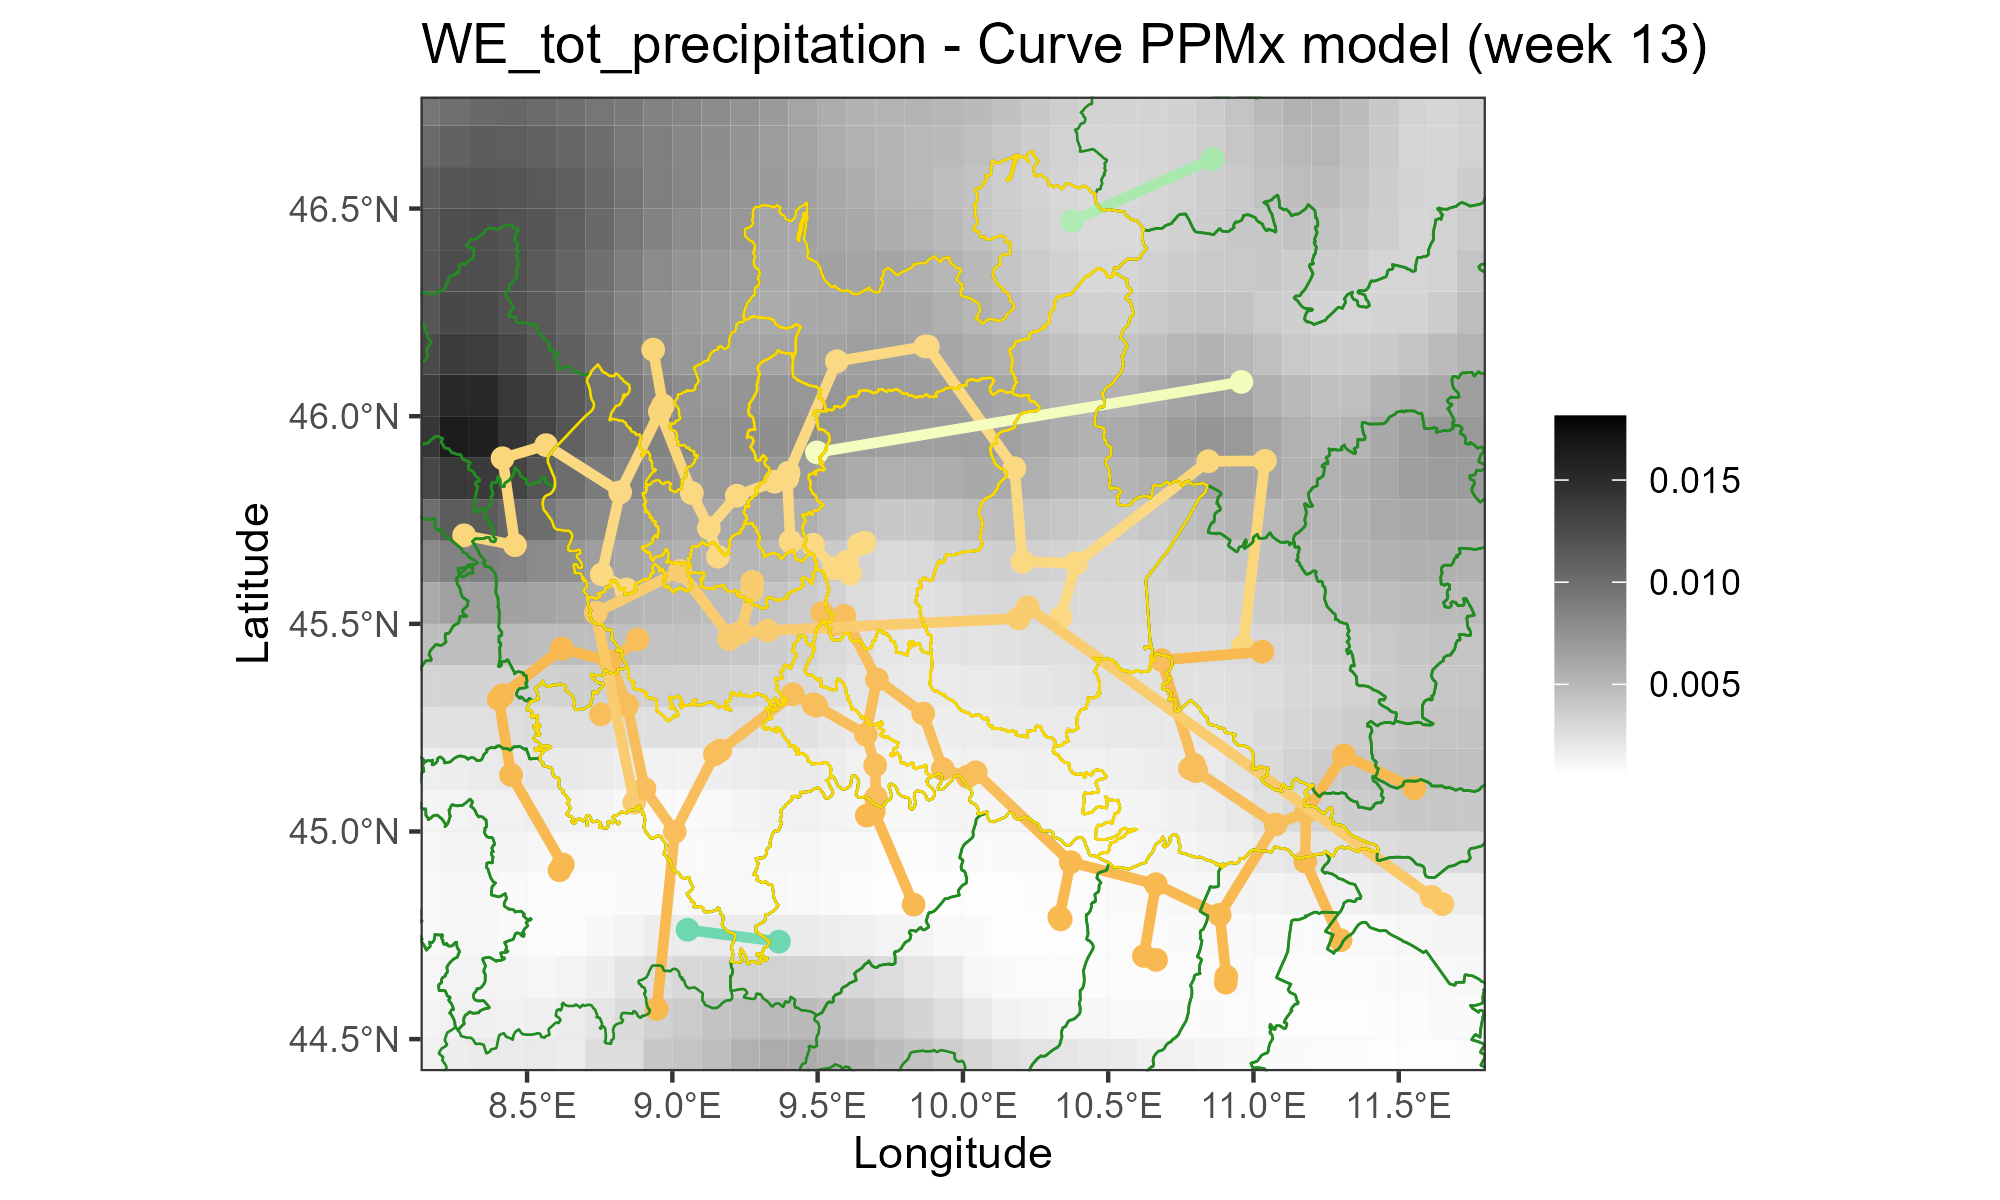 WE_tot_precipitation - Curve PPMx model (week 13)
46.5°N
46.0°N
45.5°N
45.0°N
44.5°N
Latitude
8.5°E 9.0°E 9.5°E 10.0°E 10.5°E 11.0°E 11.5°E
Longitude
0.015
0.010
0.005